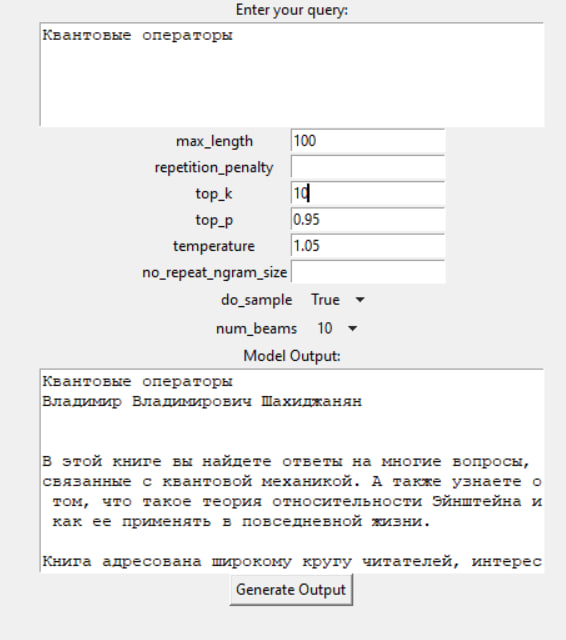 Enter your query:
Квантовые операторы
max_length 100
repetition_penalty
top_k 10
top_p 0.95
temperature 1.05
no_repeat_ngram_size
do_sample True
num_beams 10
Model Output:
Квантовые операторы
Владимир Владимирович Шахиджанян
В этой книге вы найдете ответы на многие вопросы,
связанные с квантовой механикой. А также узнаете о
том, что такое теория относительности Эйнштейна и
как ее применять в повседневной жизни.
Книга адресована широкому кругу читателей, интерес
Generate Output